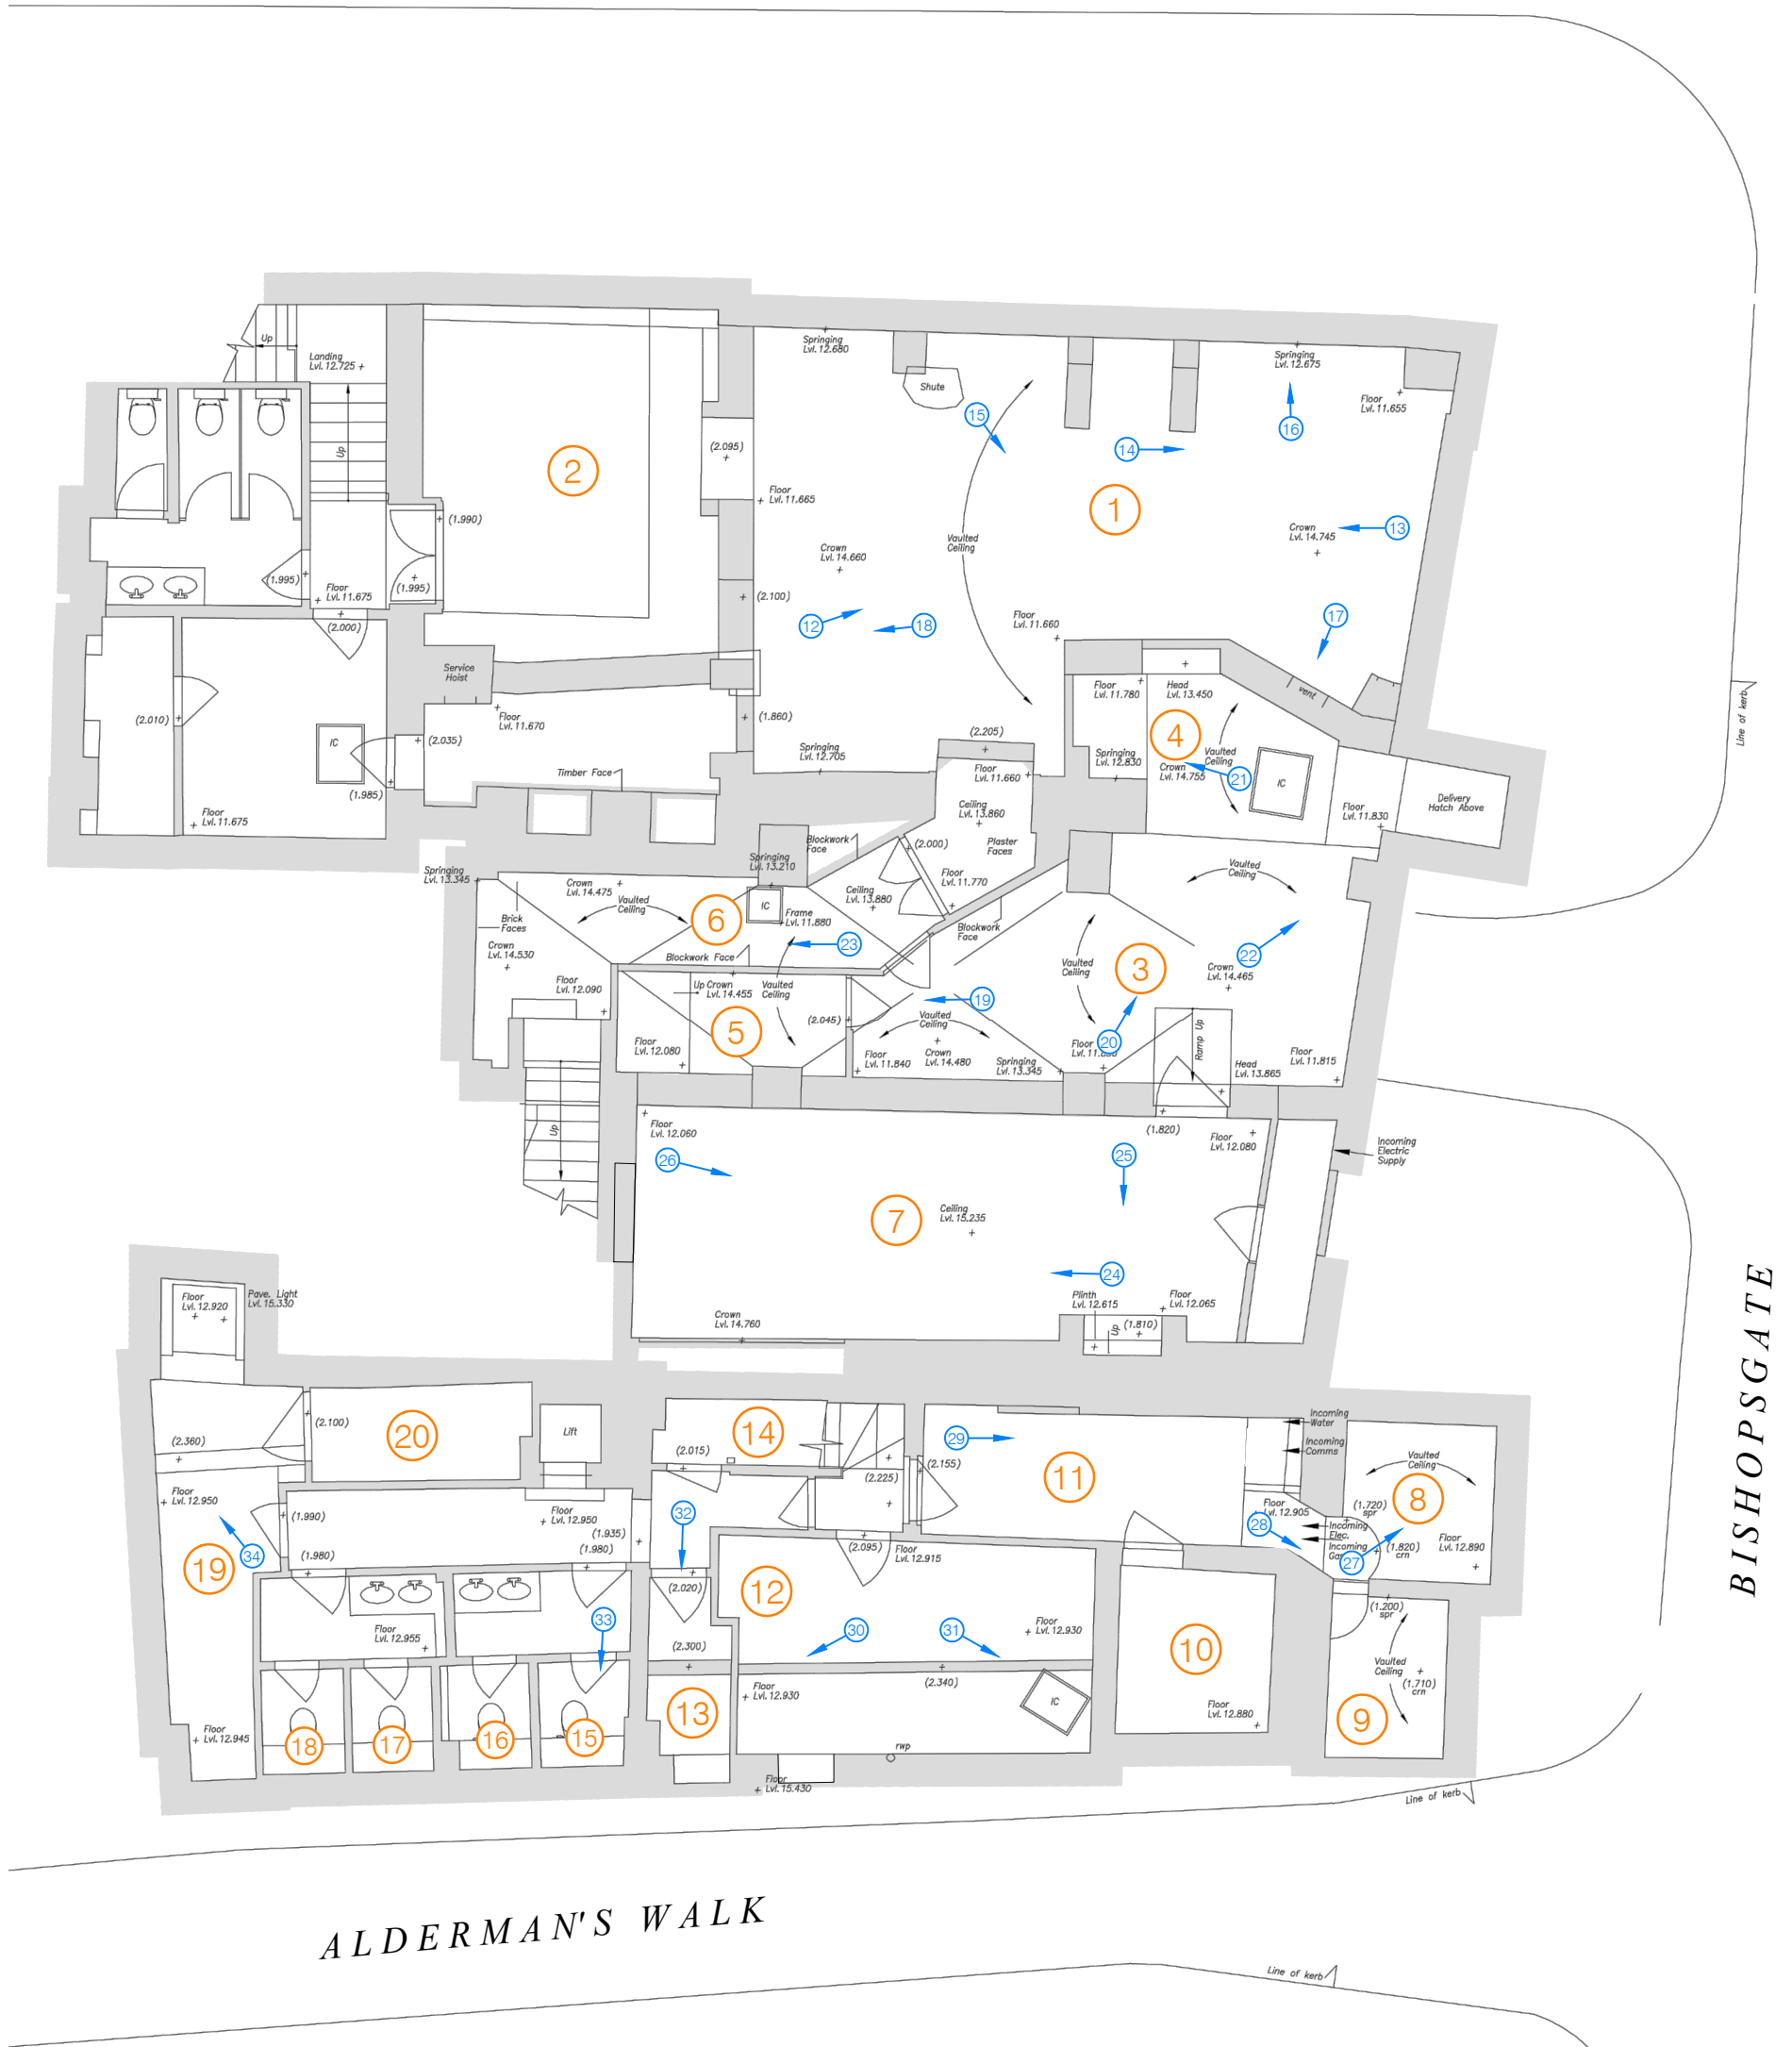 Up
Landing
Lvl. 12.725
Up
Springing
Lvl. 12.680
Shute
Springing
Lvl. 12.675
Floor
Lvl. 11.655
15
16
14
2
(2.095)
Floor
Lvl. 11.665
1
(1.990)
Vaulted
Ceiling
Crown
Lvl. 14.745
13
Crown
Lvl. 14.660
(1.995)
(1.995)
Floor
Lvl. 11.675
(2.100)
(2.000)
12
18
Floor
Lvl. 11.660
17
Service
Hoist
Floor
Lvl. 11.780
Head
Lvl. 13.450
vent
Line of kerb
(2.010)
Floor
Lvl. 11.670
(1.860)
(2.205)
4
IC
(2.035)
Springing
Lvl. 12.705
Springing
Lvl. 12.830
Vaulted
Ceiling
Crown
Lvl. 14.755
21
IC
Timber Face
Floor
Lvl. 11.660
(1.985)
Floor
Lvl. 11.675
Ceiling
Lvl. 13.860
Floor
Lvl. 11.830
Delivery
Hatch Above
Blockwork
Face
(2.000)
Plaster
Faces
Springing
Lvl. 13.210
Springing
Lvl. 13.345
Crown
Lvl. 14.475
Floor
Lvl. 11.770
Vaulted
Ceiling
Ceiling
Lvl. 13.880
Vaulted
Ceiling
IC
6
Frame
Lvl. 11.880
Brick
Faces
Blockwork
Face
23
22
Crown
Lvl. 14.530
Blockwork Face
Vaulted
Ceiling
3
Crown
Lvl. 14.465
Floor
Lvl. 12.090
Up
Crown
Lvl. 14.455
Vaulted
Ceiling
19
5
(2.045)
Vaulted
Ceiling
20
Ramp Up
Floor
Lvl. 12.080
Floor
Lvl. 11.840
Crown
Lvl. 14.480
Springing
Lvl. 13.345
Floor
Head
Lvl. 13.865
Floor
Lvl. 11.815
Up
Floor
Lvl. 12.060
(1.820)
Floor
Lvl. 12.080
Incoming
Electric
Supply
26
25
7
Ceiling
Lvl. 15.235
24
Plinth
Lvl. 12.615
Floor
Lvl. 12.065
Up
(1.810)
Crown
Lvl. 14.760
Floor
Lvl. 12.920
Pave. Light
Lvl. 15.330
BISHOPSGATE
(2.100)
20
Lift
14
(2.015)
29
Incoming
Water
Incoming
Comms
(2.360)
(2.225)
(2.155)
11
Vaulted
Ceiling
8
Floor
Lvl. 12.950
(1.990)
Floor
Lvl. 12.950
(1.935)
(1.980)
32
Floor
Lvl. 12.905
(1.720)
spr
28
Incoming
Elec.
Incoming
27
(1.820)
crn
Floor
Lvl. 12.890
(1.980)
34
19
(2.095)
Floor
Lvl. 12.915
(2.020)
12
(1.200)
spr
33
30
31
Floor
Lvl. 12.930
Floor
Lvl. 12.955
(2.300)
10
Vaulted
Ceiling
(1.710)
crn
(2.340)
Floor
Lvl. 12.930
IC
13
Floor
Lvl. 12.880
9
Floor
Lvl. 12.945
18
17
16
15
rwp
Floor
Lvl. 15.430
Line of kerb
ALDERMAN'S WALK
Line of kerb